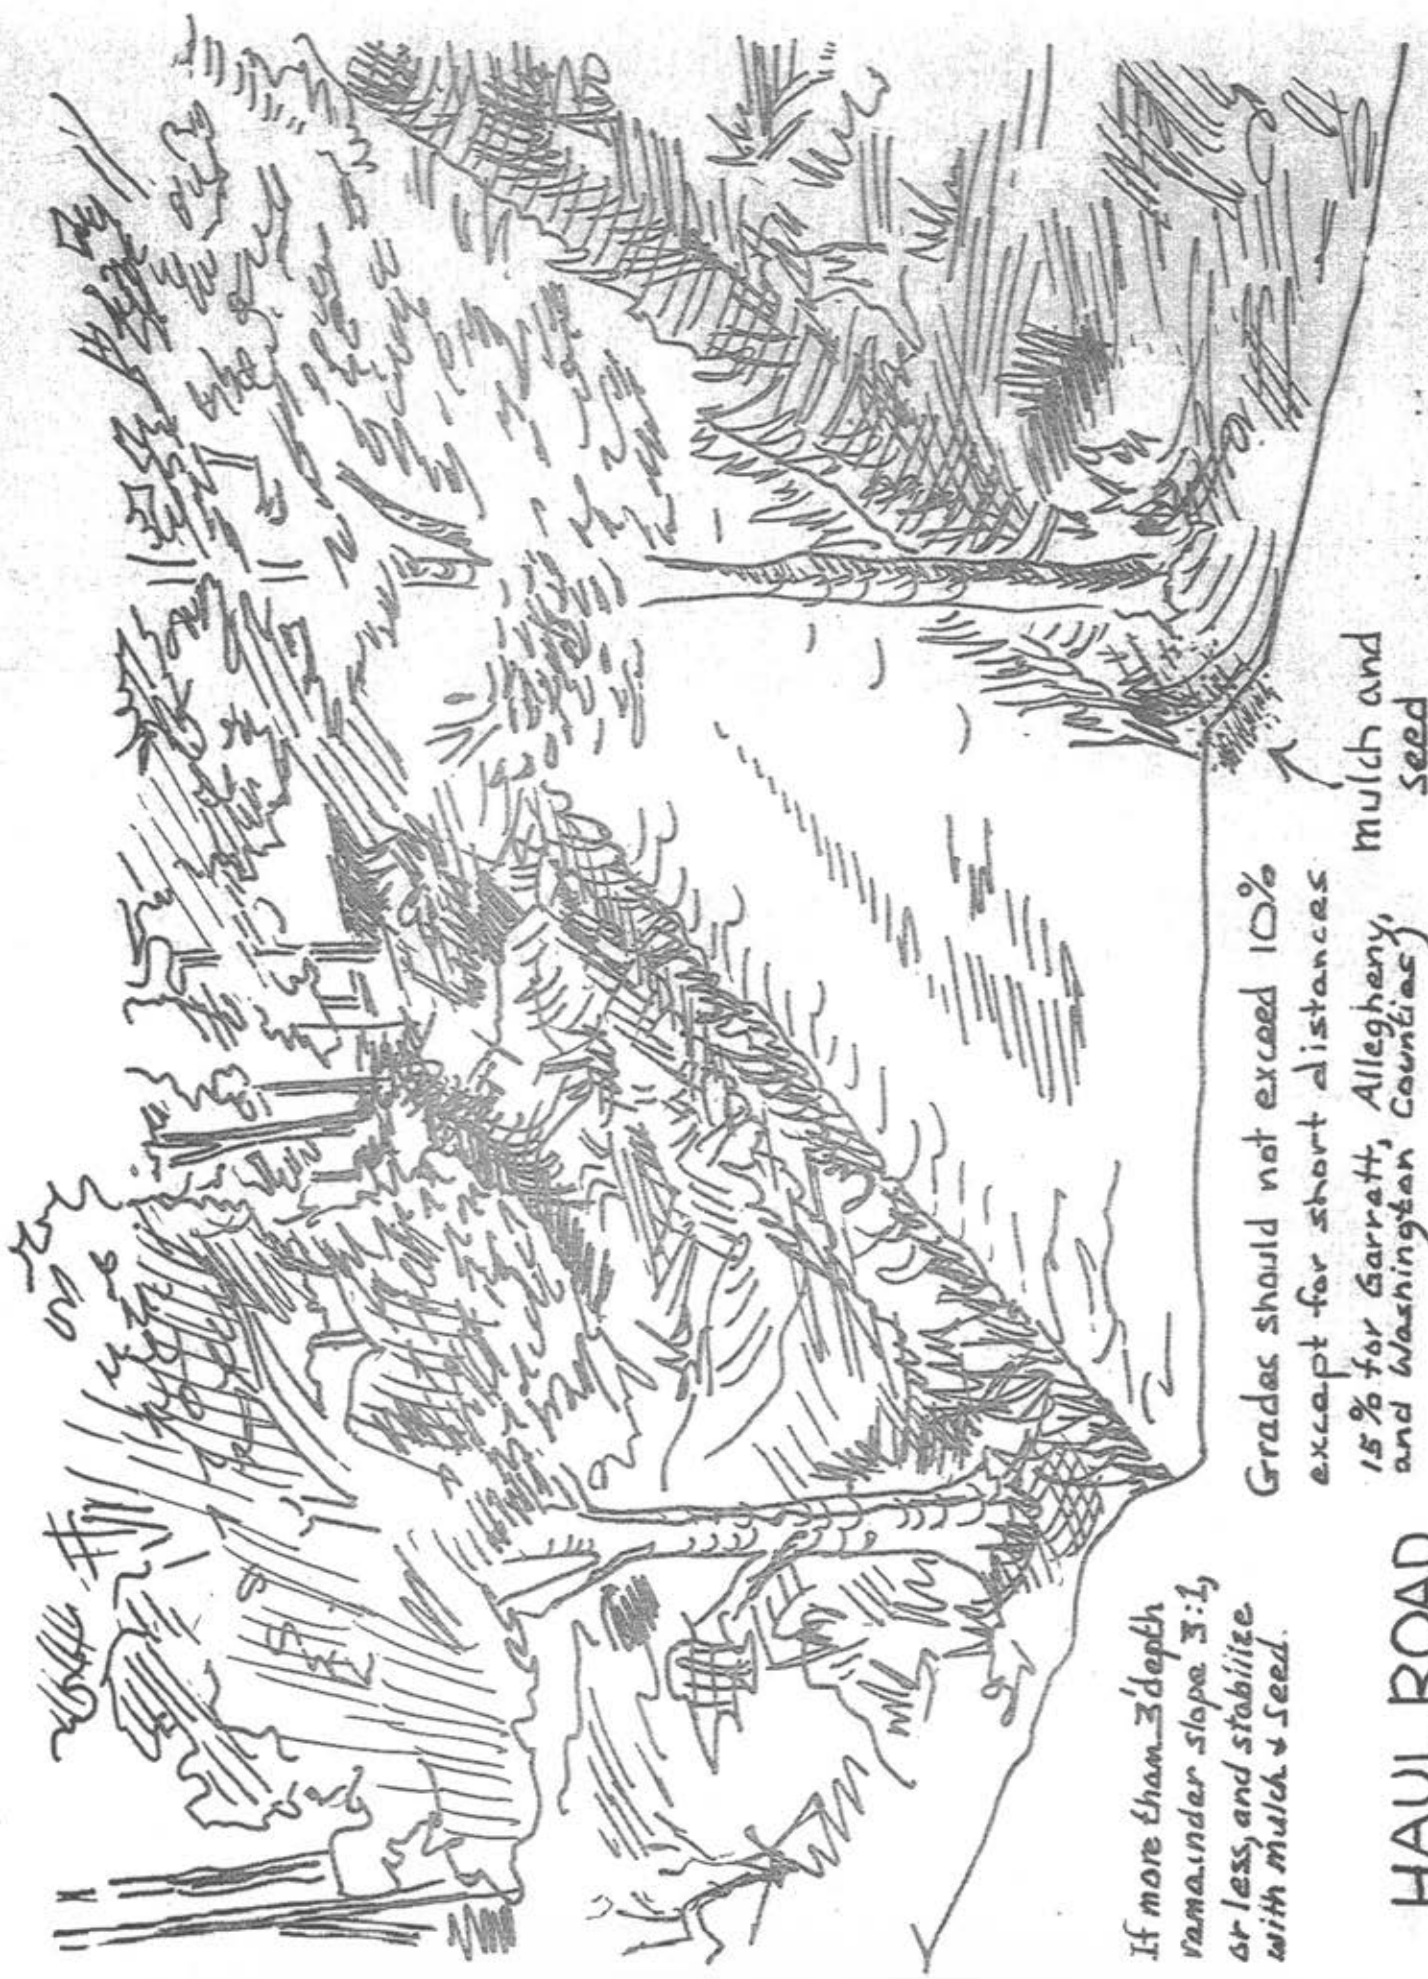 If more than 3' depth
remainder slope 3:1,
or less, and stabilize
with mulch & seed.
Grades should not exceed 10%
except for short distances
15% for Garrett, Allegheny,
and Washington Counties)
mulch and
seed
HAUL ROAD